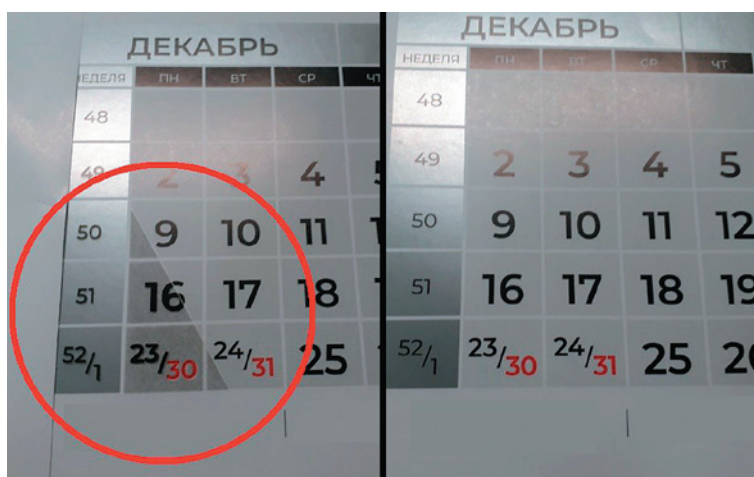 ДЕКАБРЬ
НЕДЕЛЯ ПН ВТ СР
48
49 2 3 4
50 9 10 11
51 16 17 18
52/1 23/30 24/31 25
ДЕКАБРЬ
НЕДЕЛЯ ПН ВТ СР ЧТ
48
49 2 3 4 5
50 9 10 11 12
51 16 17 18 19
52/1 23/30 24/31 25